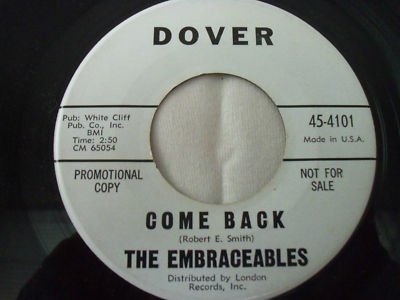 DOVER
Pub: White Cliff
Pub. Co., Inc.
BMI
Time: 2:50
CM 65054
45-4101
Made in U.S.A.
PROMOTIONAL
COPY
NOT FOR
SALE
COME BACK
(Robert E. Smith)
THE EMBRACEABLES
Distributed by London
Records, Inc.